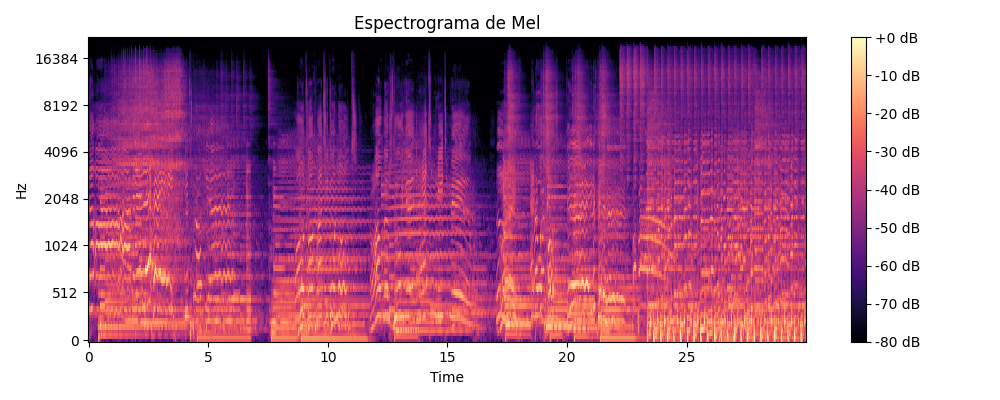 Espectrograma de Mel
16384
8192
4096
2048
1024
512
0
Hz
0 5 10 15 20 25
Time
+0 dB
-10 dB
-20 dB
-30 dB
-40 dB
-50 dB
-60 dB
-70 dB
-80 dB